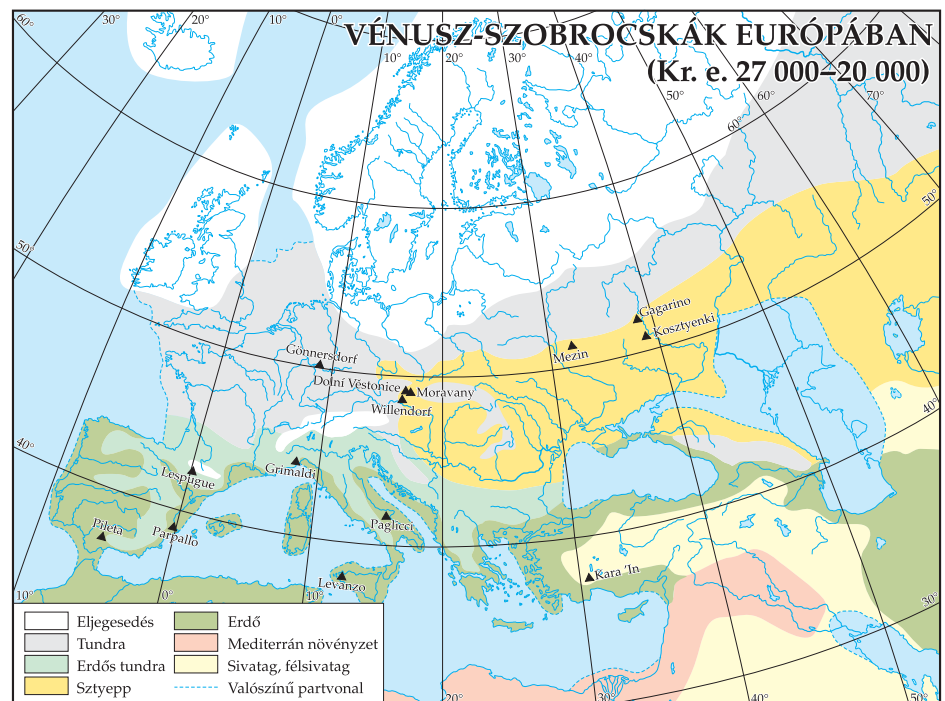 VÉNUSZ-SZOBROCSKÁK EURÓPÁBAN
(Kr. e. 27 000–20 000)
60° 30° 20° 10° 0° 10° 20° 30° 40°
50° 60° 70°
60°
50°
50°
40°
40°
30°
Gagarino
Kosztyenki
Mezin
Gönnersdorf
Dolní Věstonice
Moravany
Willendorf
Lespugue
Grimaldi
Pileta
Parpallo
Paglicci
Levanzo
Kara 'In
10° 0° 10°
20° 30° 40° 50°
Eljegesedés
Tundra
Erdős tundra
Sztyepp
Erdő
Mediterrán növényzet
Sivatag, félsivatag
Valószínű partvonal